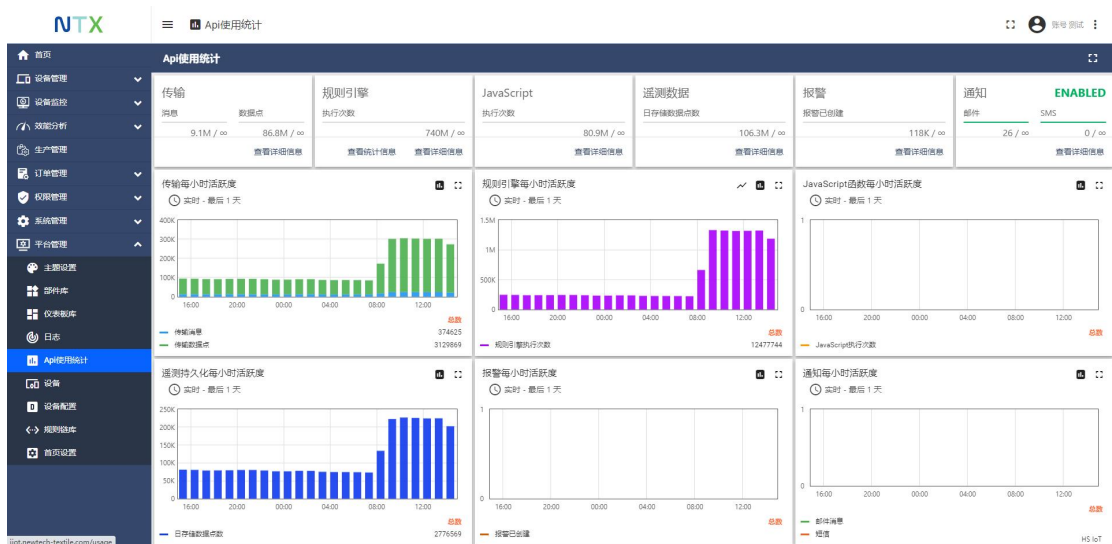 NTX
Api使用统计
账号 测试
首页
设备管理
设备监控
效能分析
生产管理
订单管理
权限管理
系统管理
平台管理
主题设置
部件库
仪表板库
日志
Api使用统计
设备
设备配置
规则链库
首页设置
iiot.newtech-textile.com/usage
Api使用统计
传输
消息 数据点
9.1M / ∞ 86.8M / ∞
查看详细信息
规则引擎
执行次数
740M / ∞
查看统计信息 查看详细信息
JavaScript
执行次数
80.9M / ∞
查看详细信息
遥测数据
日存储数据点数
106.3M / ∞
查看详细信息
报警
报警已创建
118K / ∞
查看详细信息
通知 ENABLED
邮件 SMS
26 / ∞ 0 / ∞
查看详细信息
传输每小时活跃度
实时 - 最后 1 天
400K
300K
200K
100K
0
16:00 20:00 00:00 04:00 08:00 12:00
总数
传输消息 374625
传输数据点 3129869
规则引擎每小时活跃度
实时 - 最后 1 天
1.5M
1M
500K
0
16:00 20:00 00:00 04:00 08:00 12:00
总数
规则引擎执行次数 12477744
JavaScript函数每小时活跃度
实时 - 最后 1 天
1
0
16:00 20:00 00:00 04:00 08:00 12:00
总数
JavaScript执行次数
遥测持久化每小时活跃度
实时 - 最后 1 天
250K
200K
150K
100K
50K
0
16:00 20:00 00:00 04:00 08:00 12:00
总数
日存储数据点数 2776569
报警每小时活跃度
实时 - 最后 1 天
1
0
16:00 20:00 00:00 04:00 08:00 12:00
总数
报警已创建
通知每小时活跃度
实时 - 最后 1 天
1
0
16:00 20:00 00:00 04:00 08:00 12:00
总数
邮件消息
短信
HS IoT